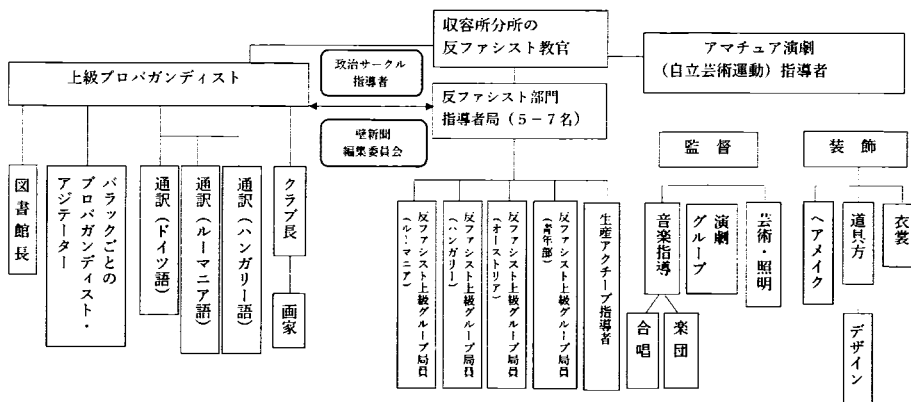 収容所分所の
反ファシスト教官
アマチュア演劇
(自立芸術運動)指導者
政治サークル
指導者
上級プロパガンディスト
反ファシスト部門
指導者局(5-7名)
壁新聞
編集委員会
監督
装飾
図書館長
バラックごとの
プロパガンディスト・
アジテーター
通訳(ドイツ語)
通訳(ルーマニア語)
通訳(ハンガリー語)
クラブ長
画家
反ファシスト上級グループ局員
(ルーマニア)
反ファシスト上級グループ局員
(ハンガリー)
反ファシスト上級グループ局員
(オーストリア)
反ファシスト上級グループ局員
(青年部)
生産アクチーブ指導者
音楽指導
合唱
楽団
演劇
グループ
芸術・照明
ヘアメイク
道具方
デザイン
衣装